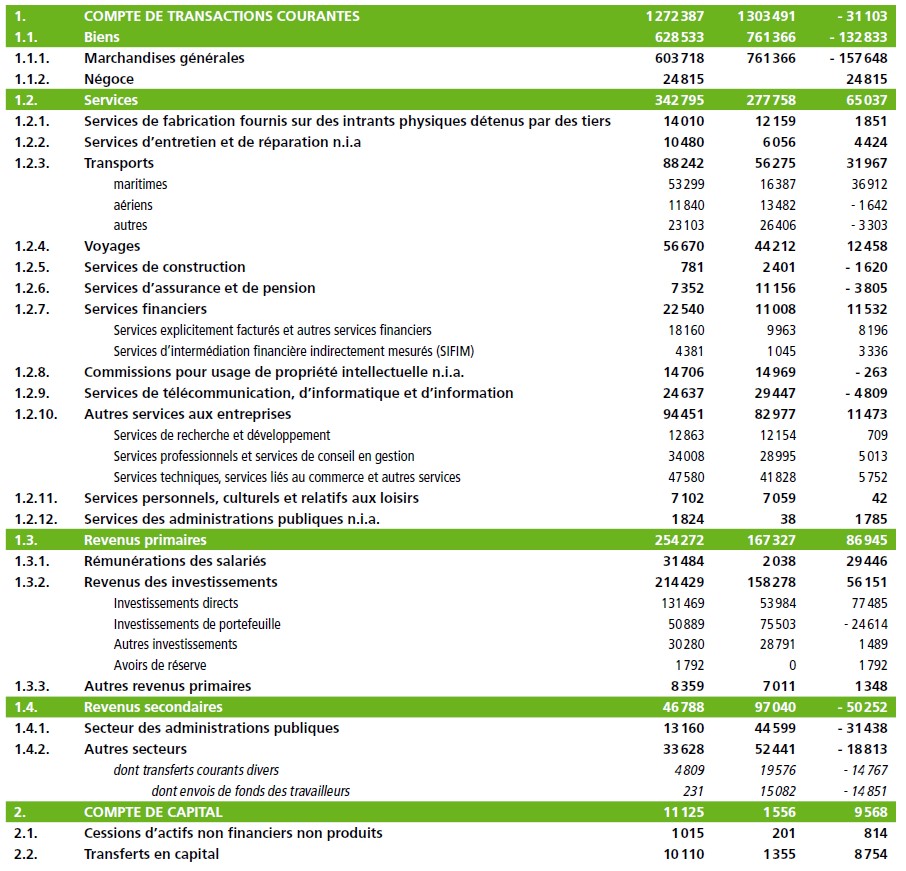 1. COMPTE DE TRANSACTIONS COURANTES 1 272 387 1 303 491 - 31 103
1.1. Biens 628 533 761 366 - 132 833
1.1.1. Marchandises générales 603 718 761 366 - 157 648
1.1.2. Négoce 24 815 24 815
1.2. Services 342 795 277 758 65 037
1.2.1. Services de fabrication fournis sur des intrants physiques détenus par des tiers 14 010 12 159 1 851
1.2.2. Services d’entretien et de réparation n.i.a 10 480 6 056 4 424
1.2.3. Transports 88 242 56 275 31 967
maritimes 53 299 16 387 36 912
aériens 11 840 13 482 - 1 642
autres 23 103 26 406 - 3 303
1.2.4. Voyages 56 670 44 212 12 458
1.2.5. Services de construction 781 2 401 - 1 620
1.2.6. Services d’assurance et de pension 7 352 11 156 - 3 805
1.2.7. Services financiers 22 540 11 008 11 532
Services explicitement facturés et autres services financiers 18 160 9 963 8 196
Services d’intermédiation financière indirectement mesurés (SIFIM) 4 381 1 045 3 336
1.2.8. Commissions pour usage de propriété intellectuelle n.i.a. 14 706 14 969 - 263
1.2.9. Services de télécommunication, d’informatique et d’information 24 637 29 447 - 4 809
1.2.10. Autres services aux entreprises 94 451 82 977 11 473
Services de recherche et développement 12 863 12 154 709
Services professionnels et services de conseil en gestion 34 008 28 995 5 013
Services techniques, services liés au commerce et autres services 47 580 41 828 5 752
1.2.11. Services personnels, culturels et relatifs aux loisirs 7 102 7 059 42
1.2.12. Services des administrations publiques n.i.a. 1 824 38 1 785
1.3. Revenus primaires 254 272 167 327 86 945
1.3.1. Rémunérations des salariés 31 484 2 038 29 446
1.3.2. Revenus des investissements 214 429 158 278 56 151
Investissements directs 131 469 53 984 77 485
Investissements de portefeuille 50 889 75 503 - 24 614
Autres investissements 30 280 28 791 1 489
Avoirs de réserve 1 792 0 1 792
1.3.3. Autres revenus primaires 8 359 7 011 1 348
1.4. Revenus secondaires 46 788 97 040 - 50 252
1.4.1. Secteur des administrations publiques 13 160 44 599 - 31 438
1.4.2. Autres secteurs 33 628 52 441 - 18 813
dont transferts courants divers 4 809 19 576 - 14 767
dont envois de fonds des travailleurs 231 15 082 - 14 851
2. COMPTE DE CAPITAL 11 125 1 556 9 568
2.1. Cessions d’actifs non financiers non produits 1 015 201 814
2.2. Transferts en capital 10 110 1 355 8 754